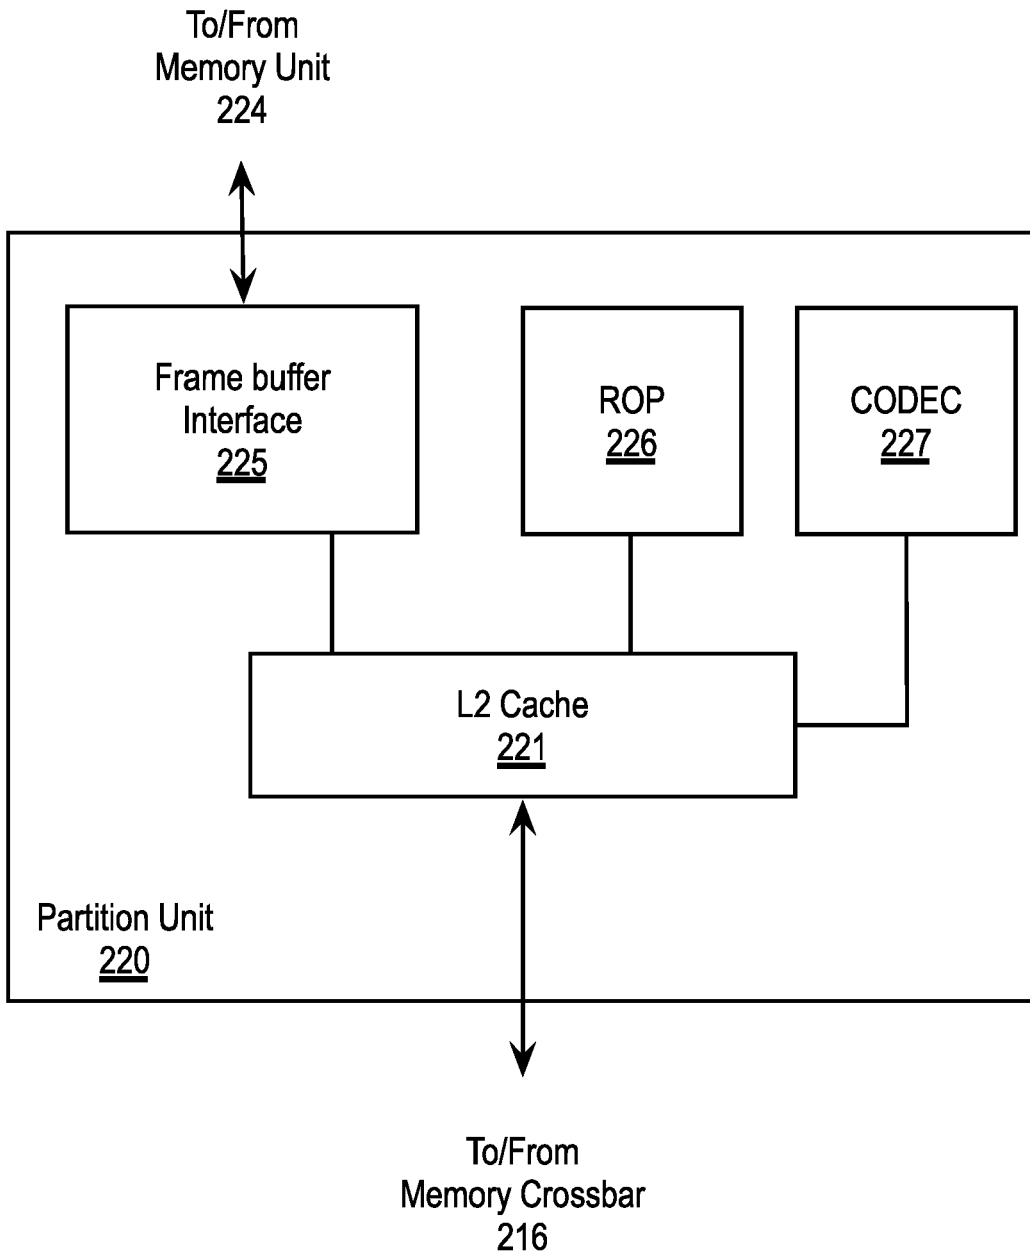 To/From
Memory Unit
224
Frame buffer
Interface
225
ROP
226
CODEC
227
L2 Cache
221
Partition Unit
220
To/From
Memory Crossbar
216